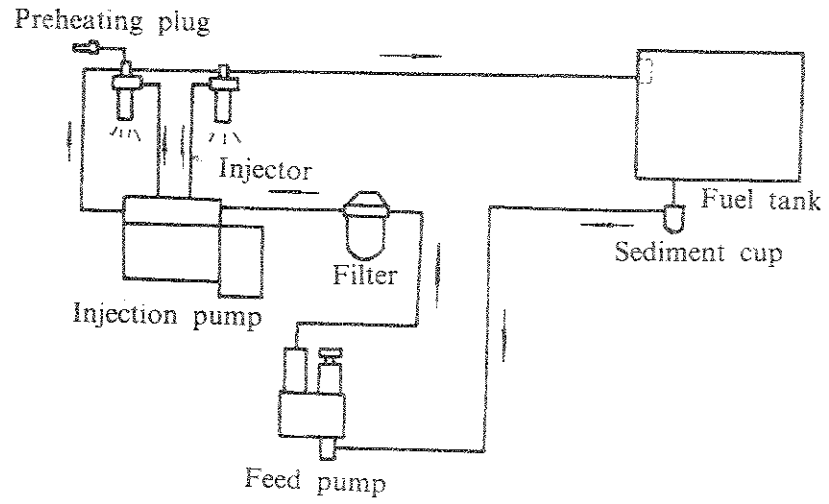 Preheating plug
Injector
Fuel tank
Sediment cup
Filter
Injection pump
Feed pump